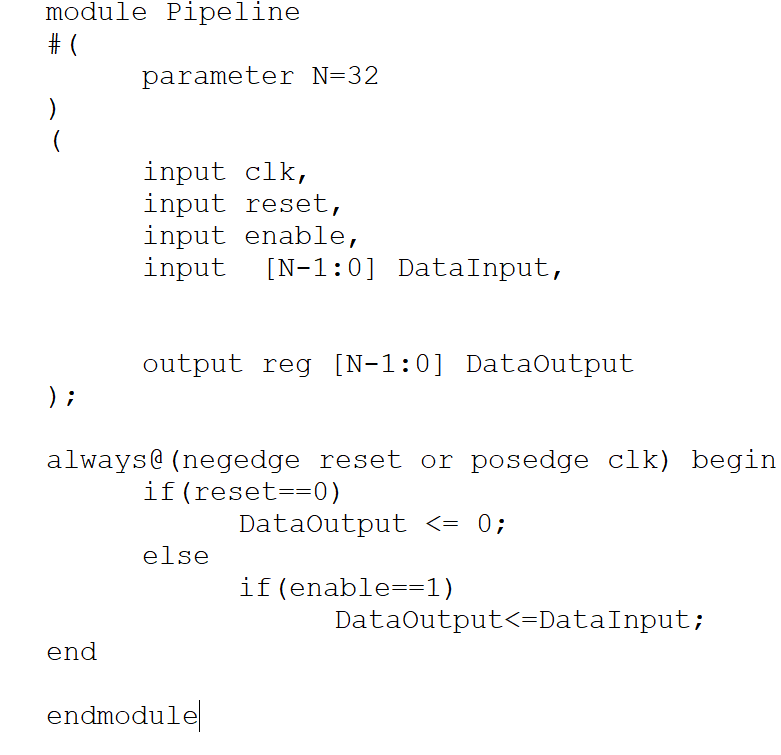 module Pipeline
#(
parameter N=32
)
(
input clk,
input reset,
input enable,
input  [N-1:0] DataInput,
output reg [N-1:0] DataOutput
);
always@(negedge reset or posedge clk) begin
if(reset==0)
DataOutput <= 0;
else
if(enable==1)
DataOutput<=DataInput;
end
endmodule